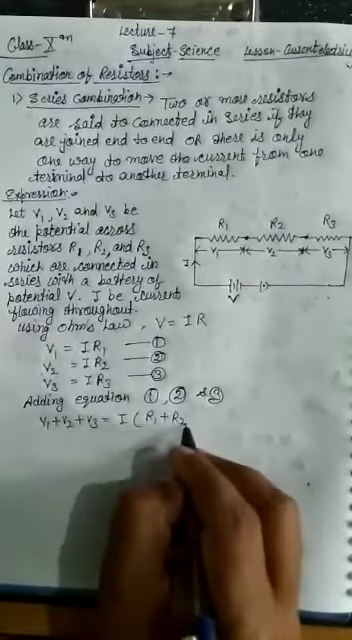 Lecture-7
Class-X
Subject-Science
Lesson-Current electric
Combination of Resistors:→
1) Series Combination → Two or more resistors
are said to connected in series if they
are joined end to end or there is only
one way to move the current from one
terminal to another terminal.
Expression:-
Let V₁, V₂ and V₃ be
the potential across
resistors R₁, R₂, and R₃
which are connected in
series with a battery of
potential V. I be current
flowing throughout.
R₁ R₂ R₃
V₁ V₂ V₃
I
V
using ohm's Law, V = IR
V₁ = IR₁ —①
V₂ = IR₂ —②
V₃ = IR₃ —③
Adding equation ①, ② & ③
V₁+V₂+V₃ = I (R₁+R₂